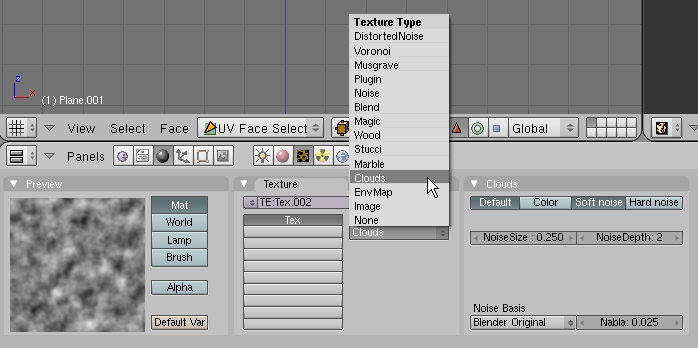 Texture Type
DistortedNoise
Voronoi
Musgrave
Plugin
Noise
Blend
Magic
Wood
Stucci
Marble
Clouds
EnvMap
Image
None
z
x
(1) Plane.001
View Select Face UV Face Select Global
Panels
Preview
Mat
World
Lamp
Brush
Alpha
Default Var
Texture
TE:Tex.002
Tex
Clouds
Clouds
Default Color Soft noise Hard noise
NoiseSize : 0.250 NoiseDepth: 2
Noise Basis
Blender Original Nabla: 0.025